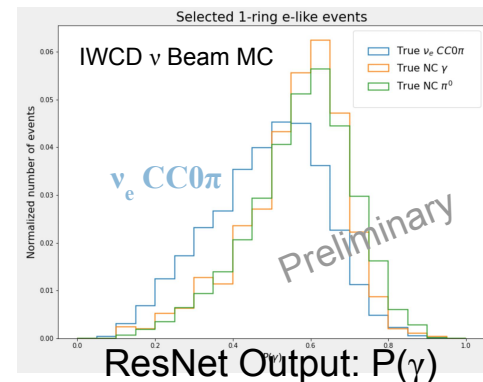 Selected 1-ring e-like events
IWCD ν Beam MC
True νe CC0π
True NC γ
True NC π⁰
νe CC0π
Preliminary
Normalized number of events
0.06
0.05
0.04
0.03
0.02
0.01
0.00
0.0 0.2 0.4 0.6 0.8 1.0
P(γ)
ResNet Output: P(γ)